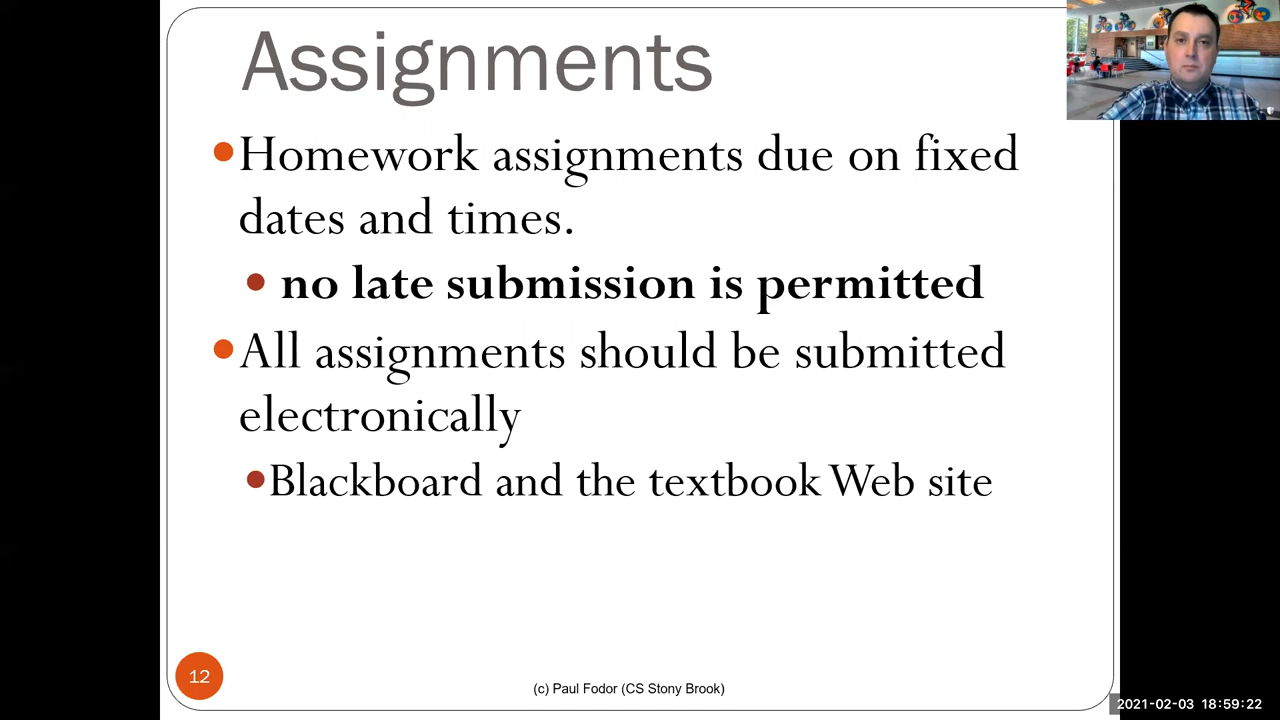 Assignments
•Homework assignments due on fixed
dates and times.
• no late submission is permitted
•All assignments should be submitted
electronically
•Blackboard and the textbook Web site
12
(c) Paul Fodor (CS Stony Brook)
2021-02-03 18:59:22